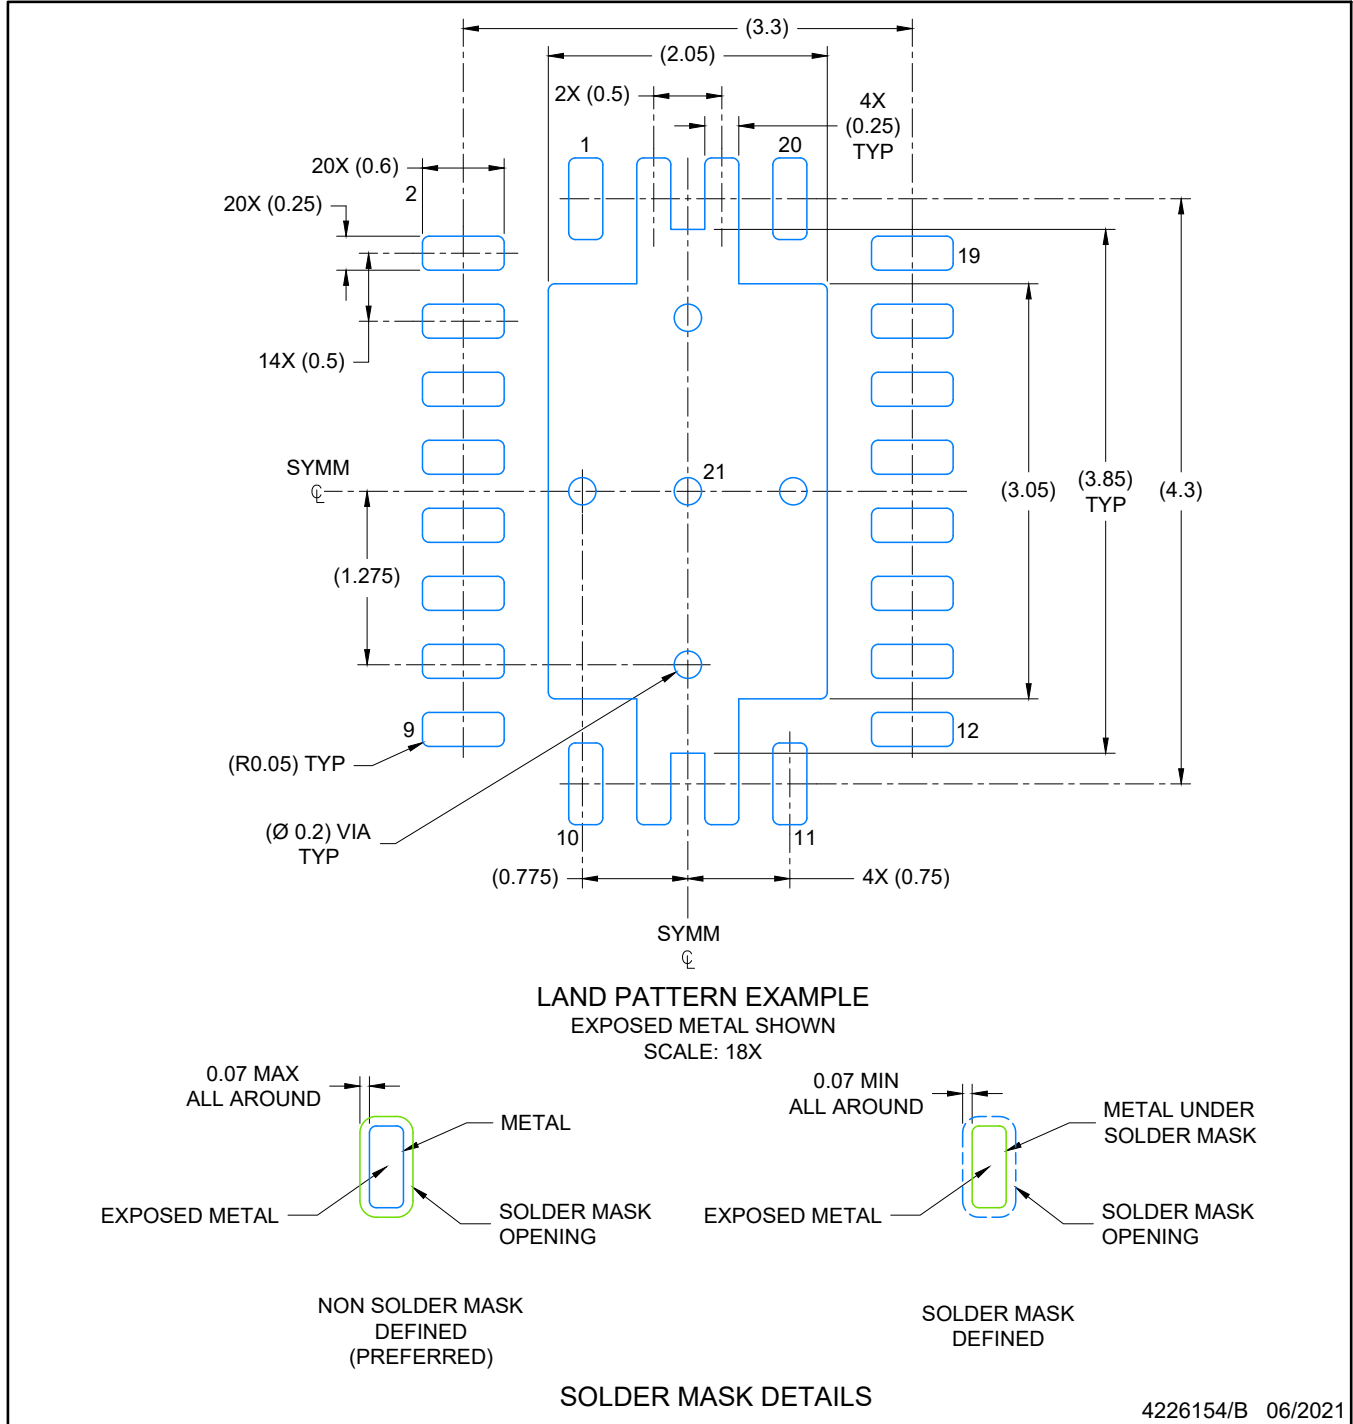 (3.3)
(2.05)
2X (0.5)
4X
(0.25)
TYP
1
20
20X (0.6)
2
20X (0.25)
19
14X (0.5)
SYMM
℄
21
(3.05)
(3.85)
TYP
(4.3)
(1.275)
9
12
(R0.05) TYP
(Ø 0.2) VIA
TYP
10
11
(0.775)
4X (0.75)
SYMM
℄
LAND PATTERN EXAMPLE
EXPOSED METAL SHOWN
SCALE: 18X
0.07 MAX
ALL AROUND
METAL
EXPOSED METAL
SOLDER MASK
OPENING
NON SOLDER MASK
DEFINED
(PREFERRED)
0.07 MIN
ALL AROUND
METAL UNDER
SOLDER MASK
EXPOSED METAL
SOLDER MASK
OPENING
SOLDER MASK
DEFINED
SOLDER MASK DETAILS
4226154/B 06/2021